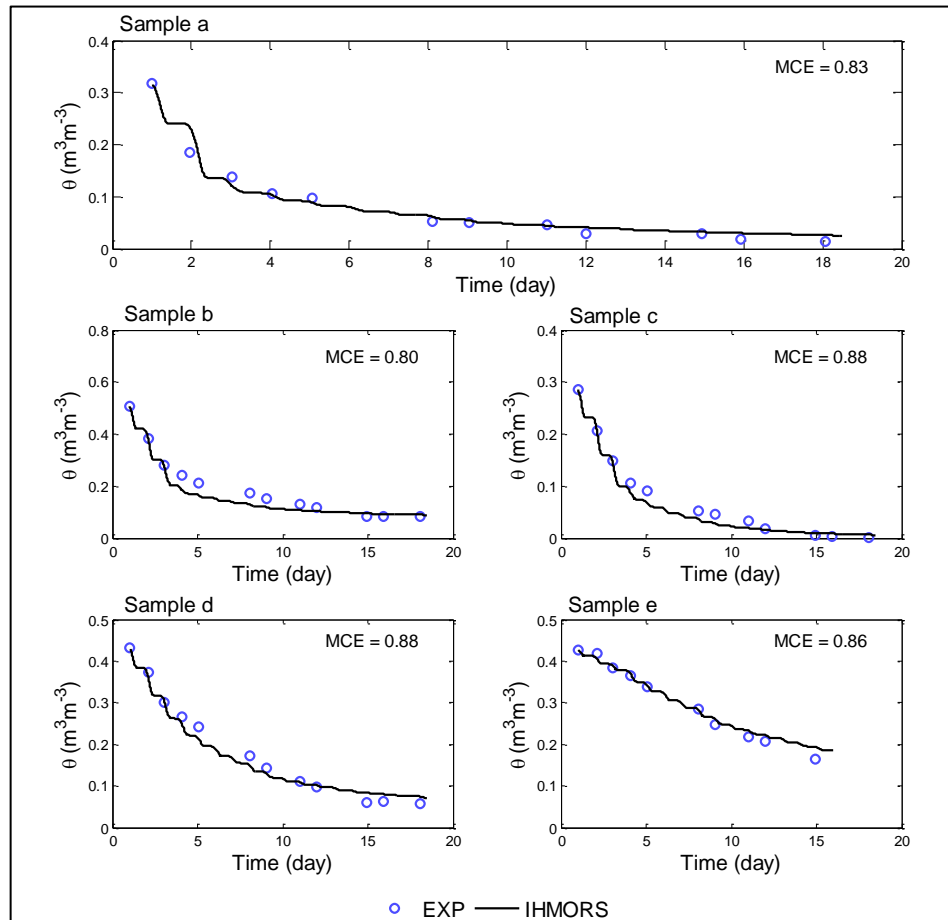 Sample a
MCE = 0.83
θ (m³m⁻³)
0.4
0.3
0.2
0.1
0
0 2 4 6 8 10 12 14 16 18 20
Time (day)
Sample b
MCE = 0.80
θ (m³m⁻³)
0.8
0.6
0.4
0.2
0
0 5 10 15 20
Time (day)
Sample c
MCE = 0.88
θ (m³m⁻³)
0.4
0.3
0.2
0.1
0
0 5 10 15 20
Time (day)
Sample d
MCE = 0.88
θ (m³m⁻³)
0.5
0.4
0.3
0.2
0.1
0
0 5 10 15 20
Time (day)
Sample e
MCE = 0.86
θ (m³m⁻³)
0.5
0.4
0.3
0.2
0.1
0
0 5 10 15 20
Time (day)
EXP IHMORS